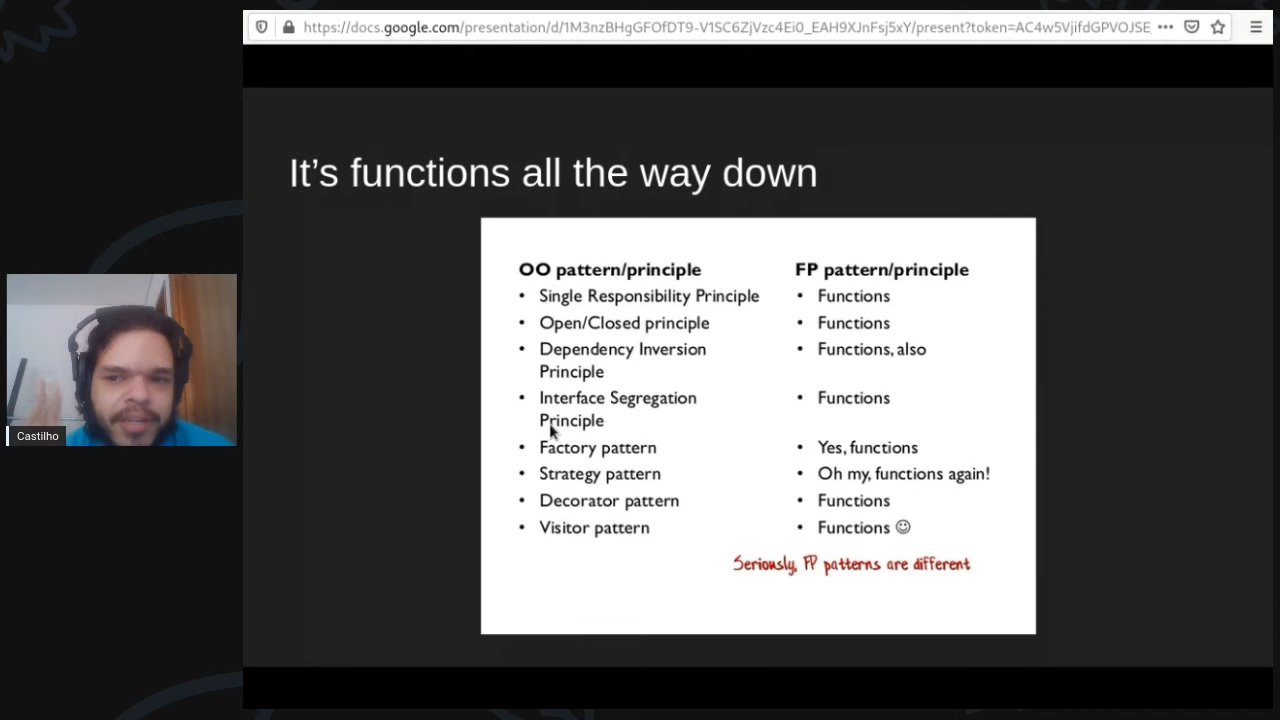 https://docs.google.com/presentation/d/1M3nzBHgGFOfDT9-V1SC6ZjVzc4Ei0_EAH9XJnFsj5xY/present?token=AC4w5VjifdGPVOJSE
It's functions all the way down
OO pattern/principle
• Single Responsibility Principle
• Open/Closed principle
• Dependency Inversion
Principle
• Interface Segregation
Principle
• Factory pattern
• Strategy pattern
• Decorator pattern
• Visitor pattern
FP pattern/principle
• Functions
• Functions
• Functions, also
• Functions
• Yes, functions
• Oh my, functions again!
• Functions
• Functions ☺
Seriously, FP patterns are different
Castilho